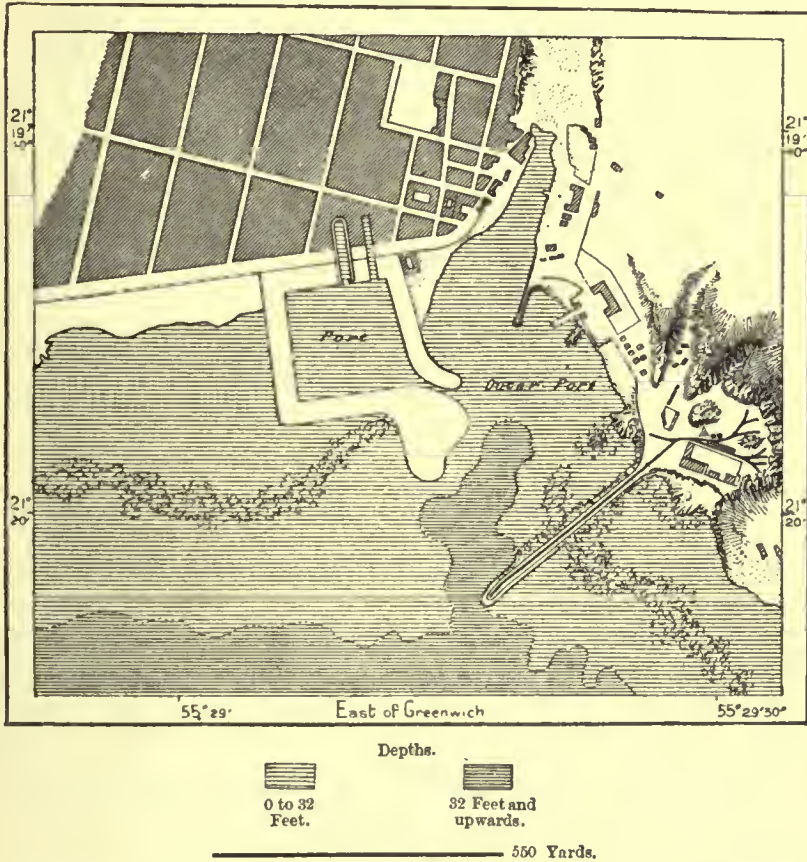 21°
19'
21°
19'
Port
Outer Port
21°
20'
21°
20'
55°29'
East of Greenwich
55°29'30"
Depths.
0 to 32
Feet.
32 Feet and
upwards.
550 Yards.